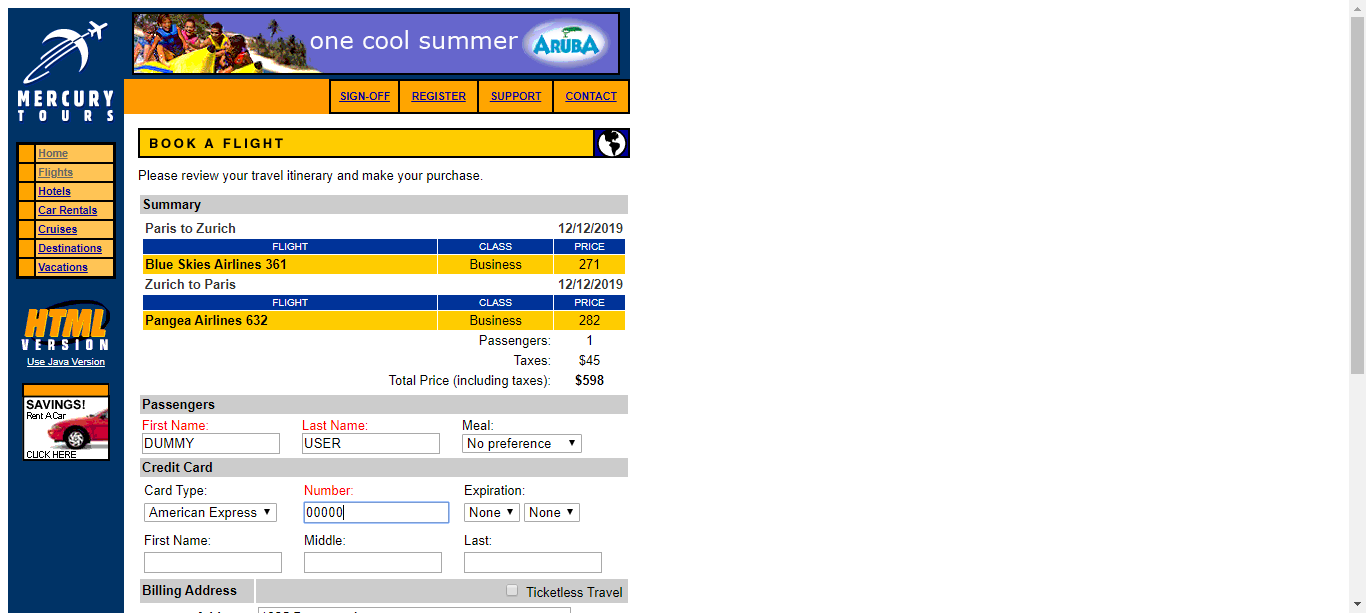 one cool summer ARUBA
MERCURY
TOURS
SIGN-OFF REGISTER SUPPORT CONTACT
Home
Flights
Hotels
Car Rentals
Cruises
Destinations
Vacations
HTML
VERSION
Use Java Version
SAVINGS!
Rent A Car
CLICK HERE
BOOK A FLIGHT
Please review your travel itinerary and make your purchase.
Summary
Paris to Zurich 12/12/2019
FLIGHT CLASS PRICE
Blue Skies Airlines 361 Business 271
Zurich to Paris 12/12/2019
FLIGHT CLASS PRICE
Pangea Airlines 632 Business 282
Passengers: 1
Taxes: $45
Total Price (including taxes): $598
Passengers
First Name: Last Name: Meal:
DUMMY USER No preference
Credit Card
Card Type: Number: Expiration:
American Express 00000 None None
First Name: Middle: Last:
Billing Address Ticketless Travel